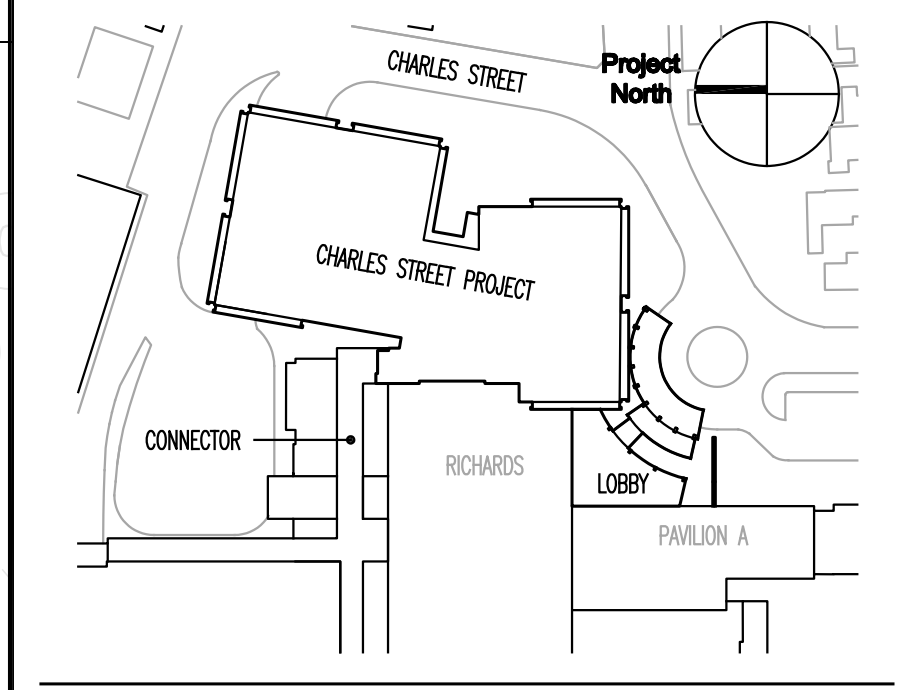 CHARLES STREET
Project
North
CHARLES STREET PROJECT
CONNECTOR
RICHARDS
LOBBY
PAVILION A